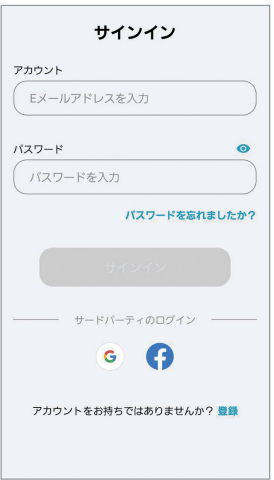 サインイン
アカウント
Eメールアドレスを入力
パスワード
パスワードを入力
パスワードを忘れましたか？
サインイン
サードパーティのログイン
アカウントをお持ちではありませんか？ 登録